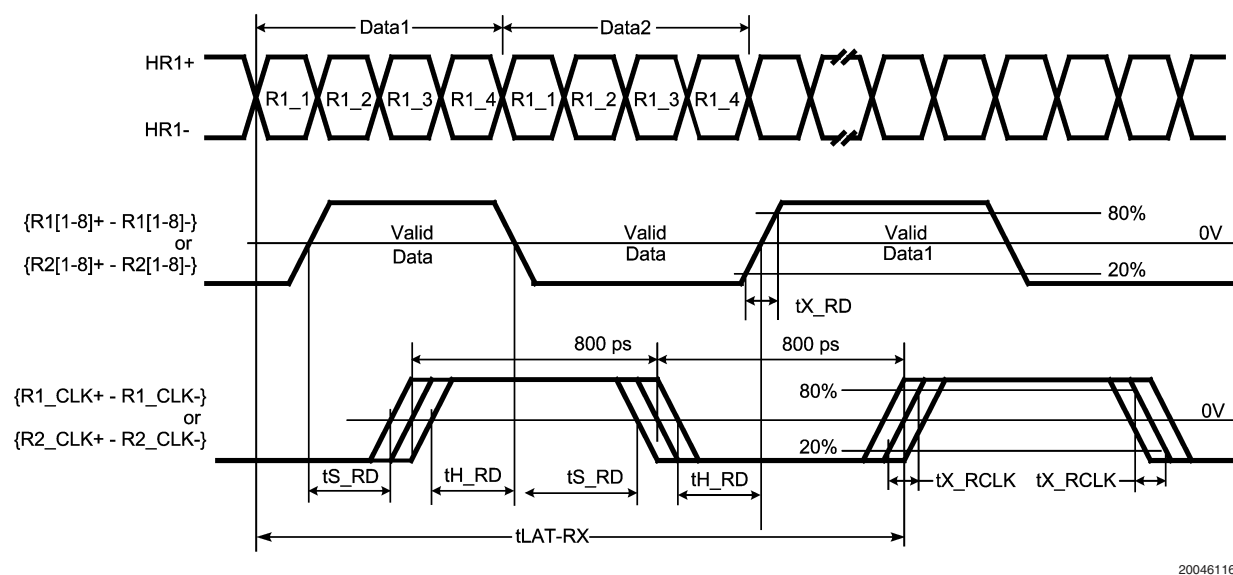 Data1 Data2
HR1+
R1_1 R1_2 R1_3 R1_4 R1_1 R1_2 R1_3 R1_4
HR1-
{R1[1-8]+ - R1[1-8]-}
or
{R2[1-8]+ - R2[1-8]-}
Valid
Data
Valid
Data
Valid
Data1
80%
0V
20%
tX_RD
800 ps 800 ps
{R1_CLK+ - R1_CLK-}
or
{R2_CLK+ - R2_CLK-}
80%
0V
20%
tS_RD tH_RD tS_RD tH_RD tX_RCLK tX_RCLK
tLAT-RX
20046116